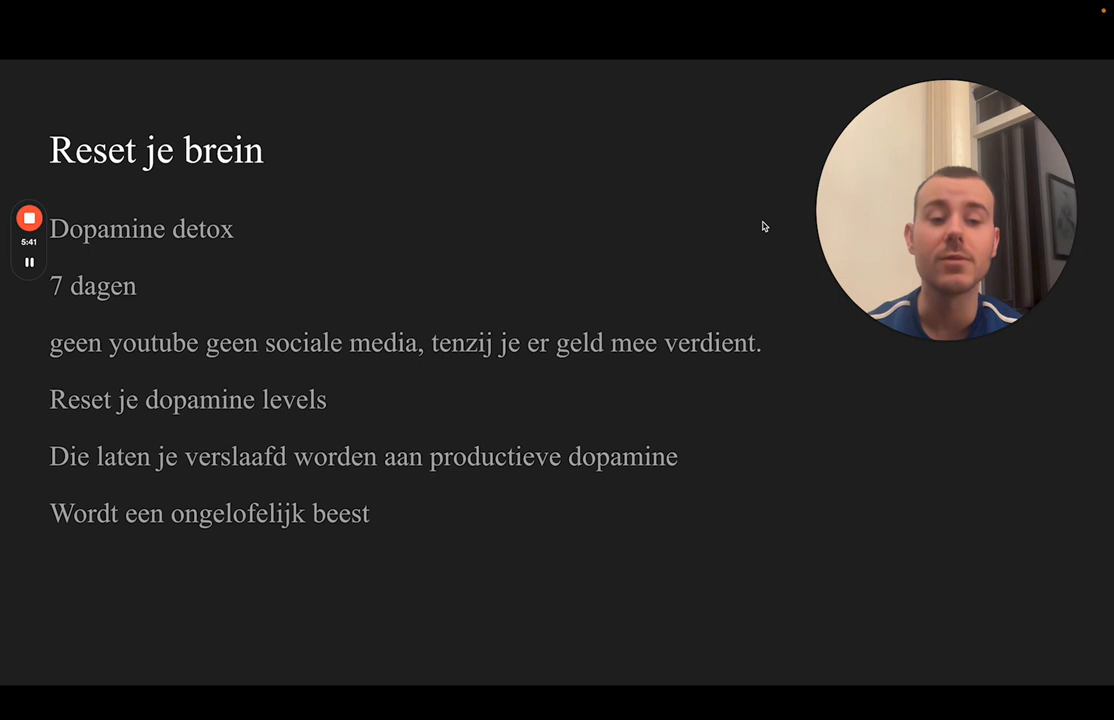 Reset je brein
Dopamine detox
5:41
7 dagen
geen youtube geen sociale media, tenzij je er geld mee verdient.
Reset je dopamine levels
Die laten je verslaafd worden aan productieve dopamine
Wordt een ongelofelijk beest